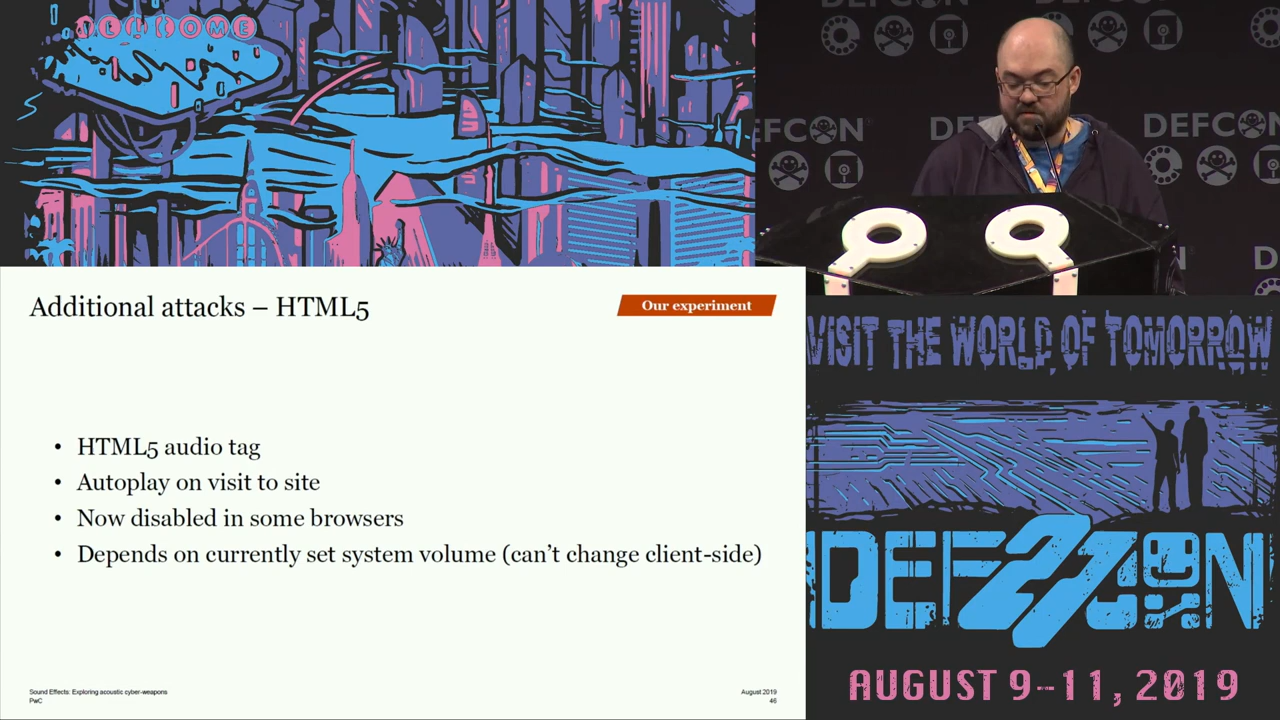 WELCOME
DEFCON
DEFCON
DEF
D
Additional attacks – HTML5
Our experiment
• HTML5 audio tag
• Autoplay on visit to site
• Now disabled in some browsers
• Depends on currently set system volume (can't change client-side)
Sound Effects: Exploring acoustic cyber-weapons
PwC
August 2019
46
VISIT THE WORLD OF TOMORROW
DEF27CON
AUGUST 9-11, 2019